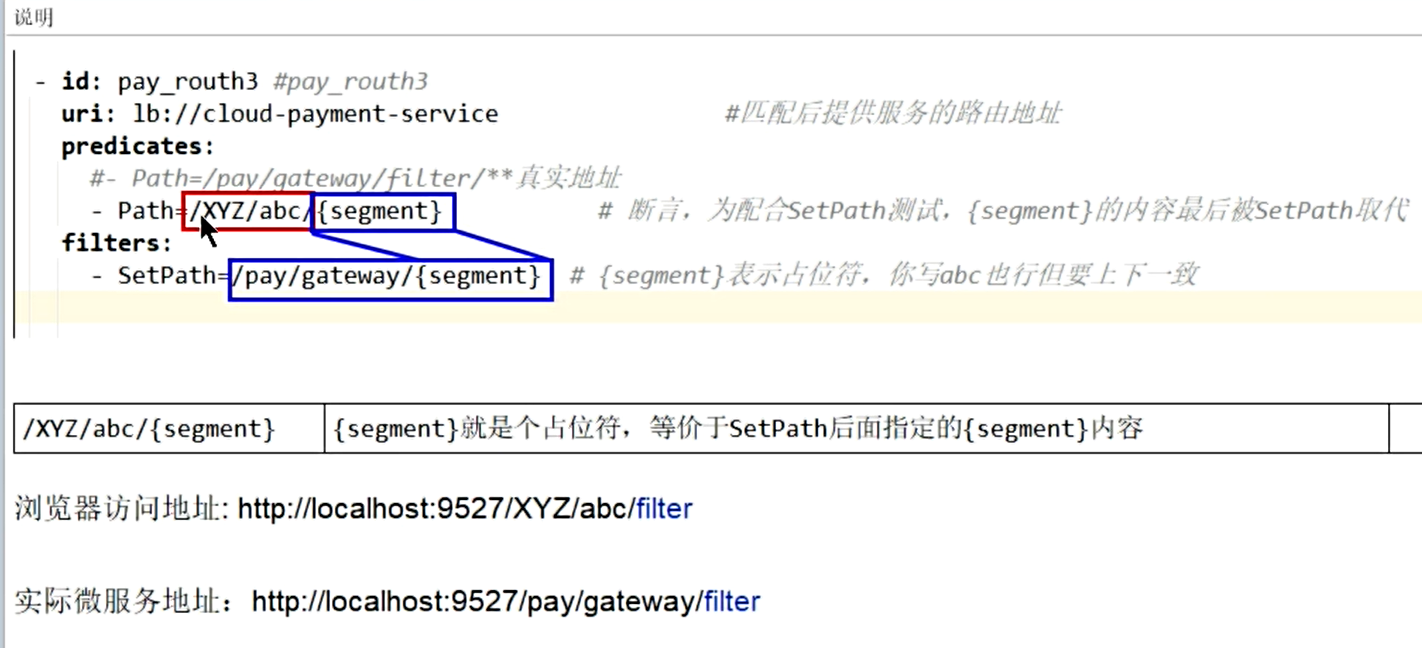 说明
- id: pay_routh3 #pay_routh3
uri: lb://cloud-payment-service #匹配后提供服务的路由地址
predicates:
#- Path=/pay/gateway/filter/**真实地址
- Path=/XYZ/abc/{segment} # 断言，为配合SetPath测试，{segment}的内容最后被SetPath取代
filters:
- SetPath=/pay/gateway/{segment} # {segment}表示占位符，你写abc也行但要上下一致
/XYZ/abc/{segment} {segment}就是个占位符，等价于SetPath后面指定的{segment}内容
浏览器访问地址: http://localhost:9527/XYZ/abc/filter
实际微服务地址：http://localhost:9527/pay/gateway/filter